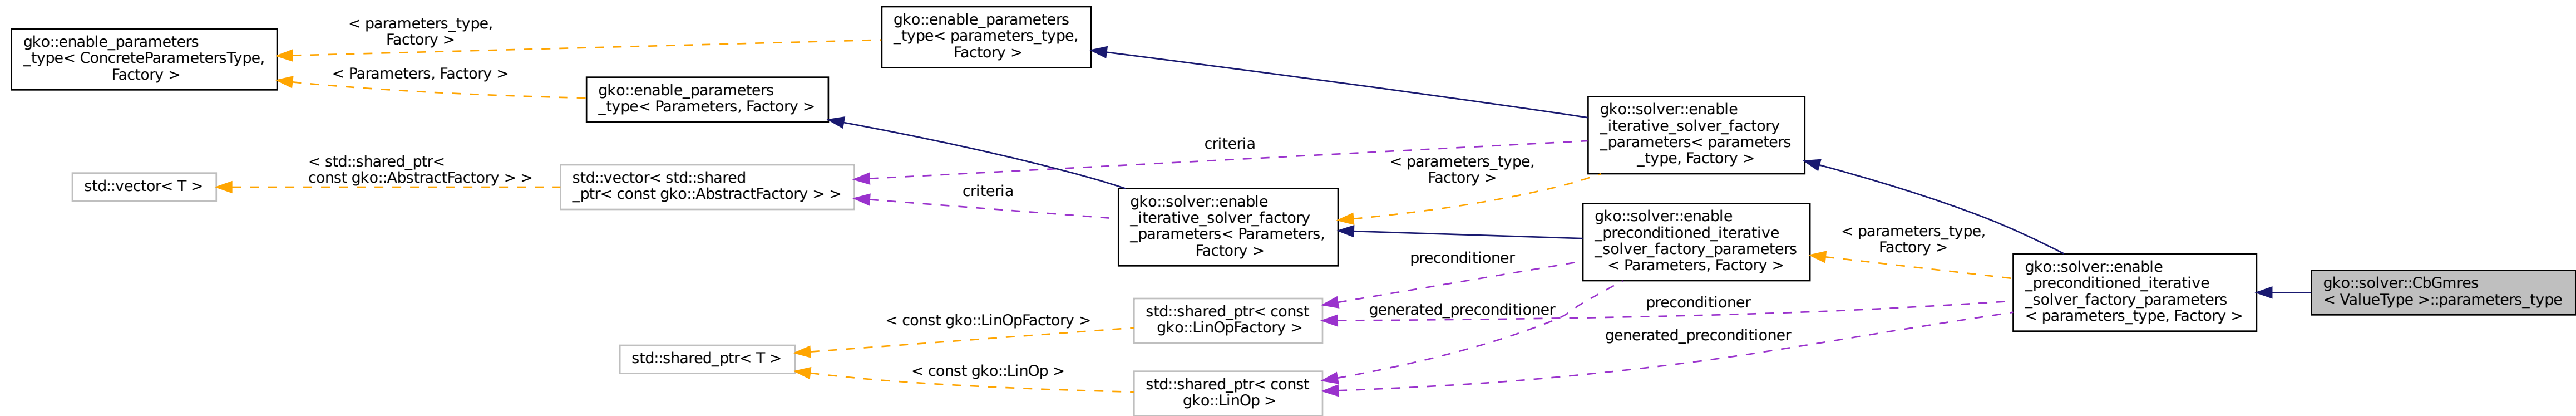 gko::enable_parameters
_type< ConcreteParametersType,
Factory >
< parameters_type,
Factory >
< Parameters, Factory >
gko::enable_parameters
_type< parameters_type,
Factory >
gko::enable_parameters
_type< Parameters, Factory >
std::vector< T >
< std::shared_ptr<
const gko::AbstractFactory > >
std::vector< std::shared
_ptr< const gko::AbstractFactory > >
criteria
criteria
gko::solver::enable
_iterative_solver_factory
_parameters< Parameters,
Factory >
< parameters_type,
Factory >
gko::solver::enable
_iterative_solver_factory
_parameters< parameters
_type, Factory >
gko::solver::enable
_preconditioned_iterative
_solver_factory_parameters
< Parameters, Factory >
< parameters_type,
Factory >
gko::solver::enable
_preconditioned_iterative
_solver_factory_parameters
< parameters_type, Factory >
gko::solver::CbGmres
< ValueType >::parameters_type
preconditioner
generated_preconditioner
preconditioner
generated_preconditioner
std::shared_ptr< const
gko::LinOpFactory >
< const gko::LinOpFactory >
std::shared_ptr< T >
< const gko::LinOp >
std::shared_ptr< const
gko::LinOp >